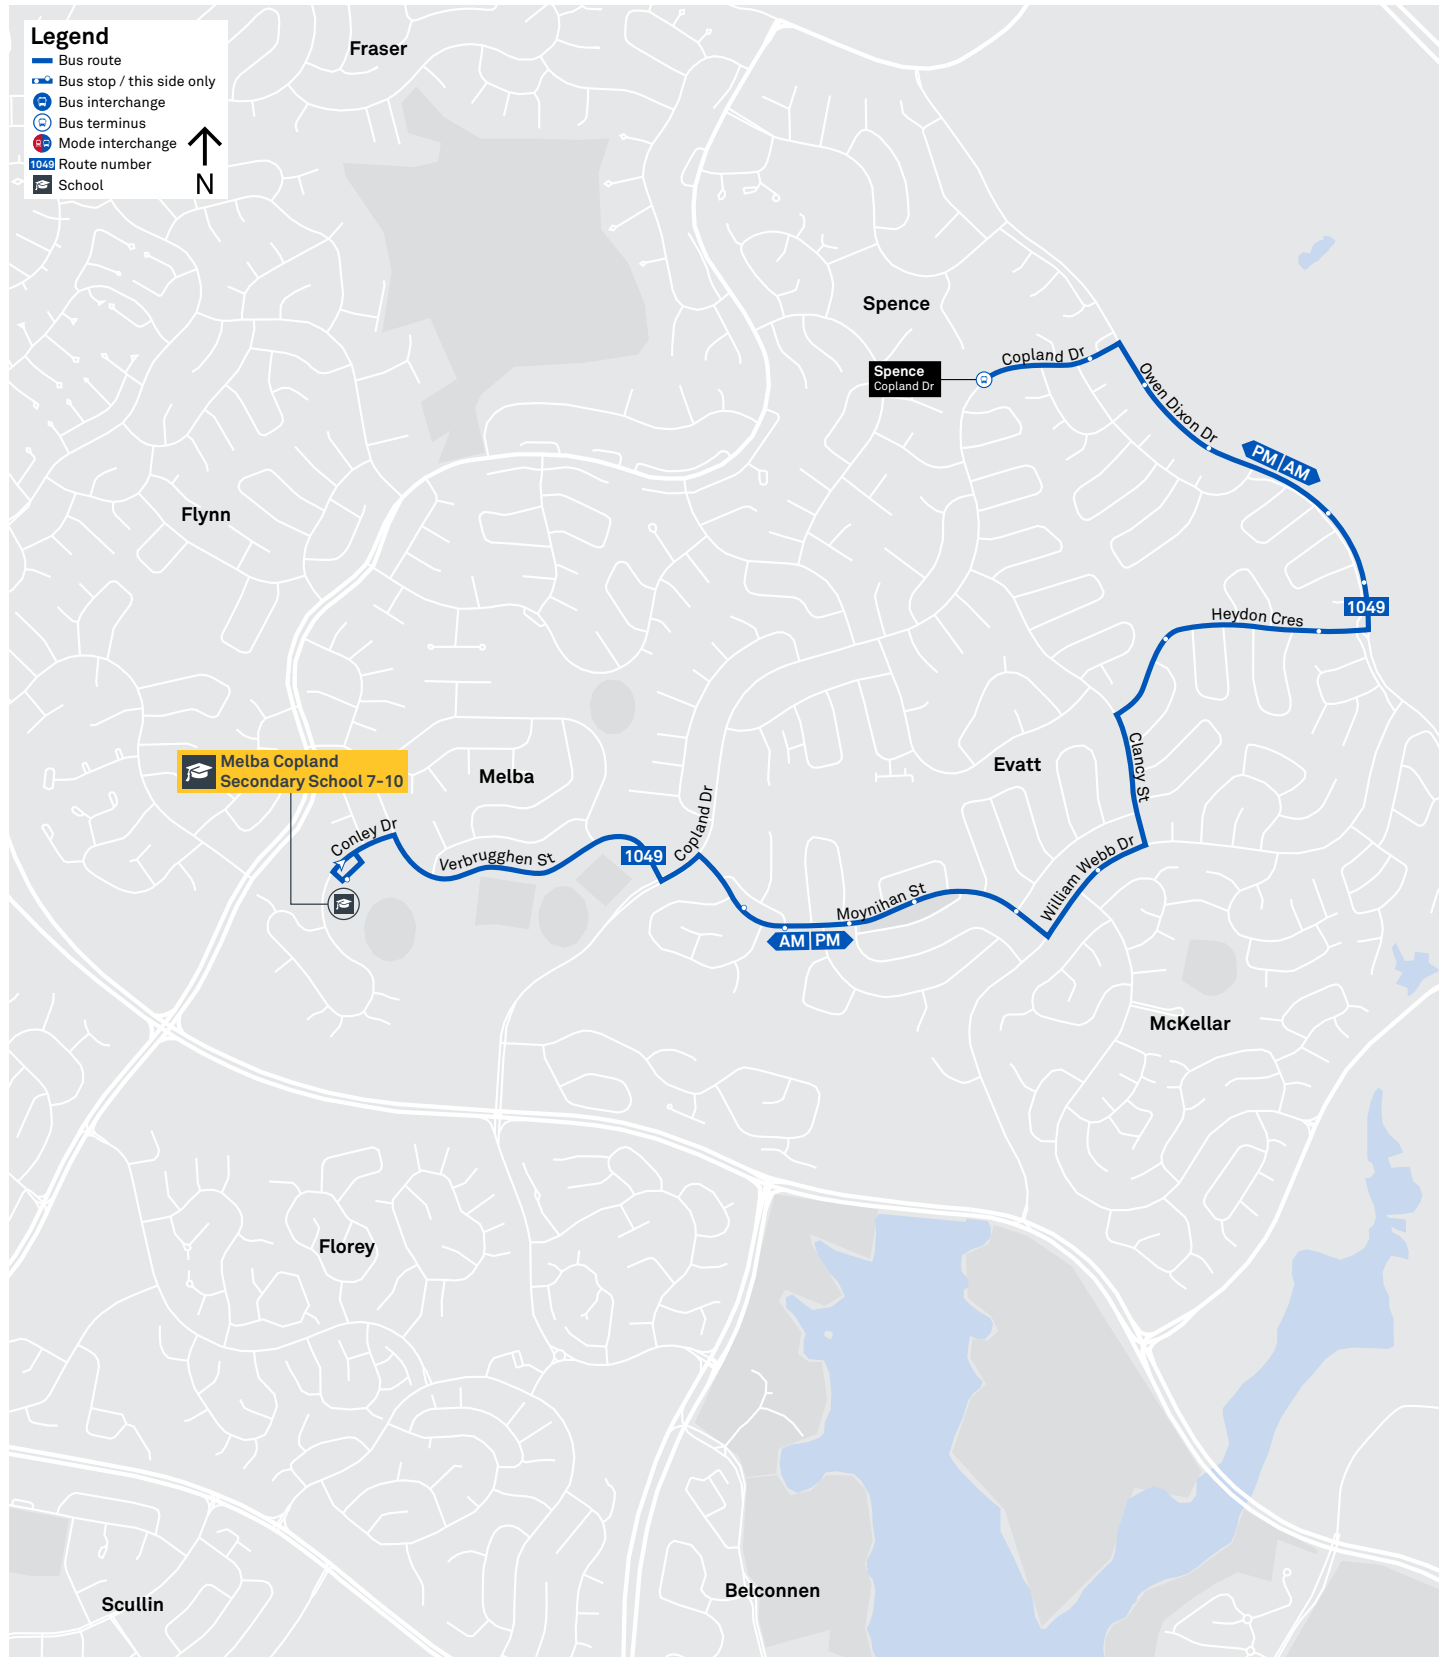 Legend
Bus route
Bus stop / this side only
Bus interchange
Bus terminus
Mode interchange
1049 Route number
School
N
Fraser
Spence
Spence
Copland Dr
Copland Dr
Owen Dixon Dr
PM AM
Flynn
1049
Heydon Cres
Melba Copland
Secondary School 7-10
Melba
Evatt
Clancy St
Copland Dr
Conley Dr
Verbrugghen St
1049
William Webb Dr
Moynihan St
AM PM
McKellar
Florey
Belconnen
Scullin